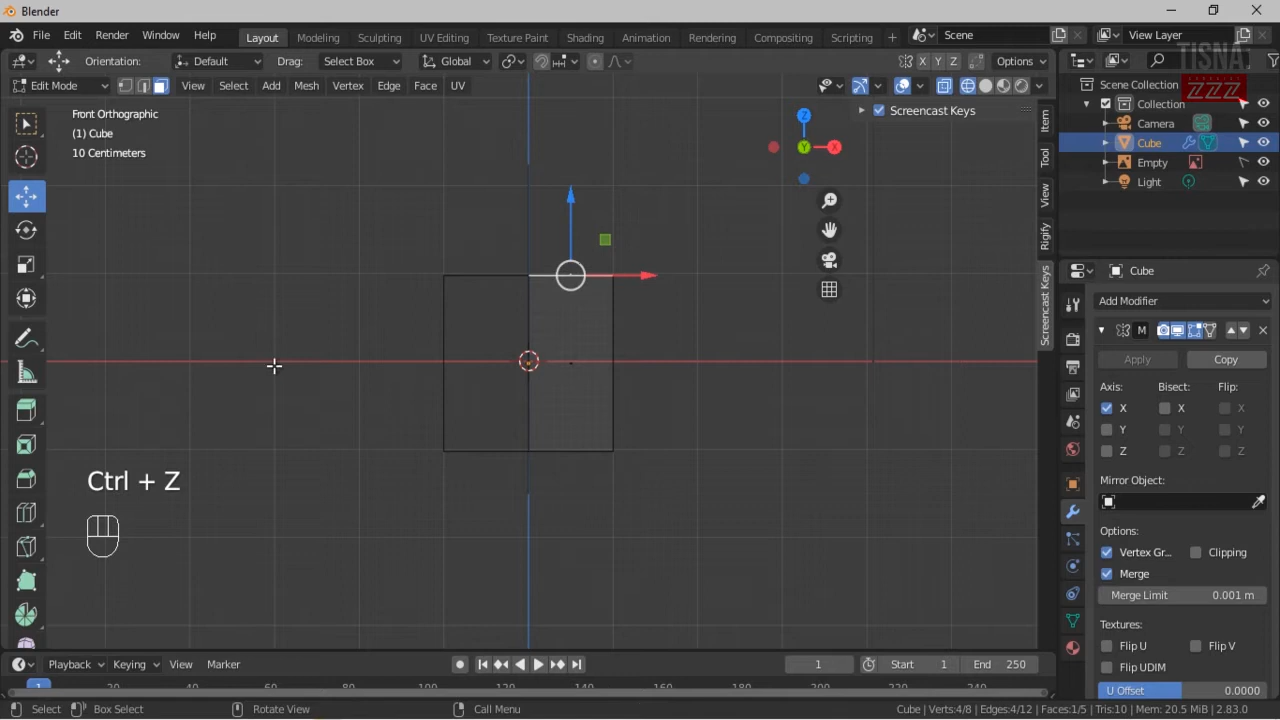 Blender
File Edit Render Window Help
Layout Modeling Sculpting UV Editing Texture Paint Shading Animation Rendering Compositing Scripting +
Scene
View Layer
Orientation: Default Drag: Select Box Global
X Y Z Options
Edit Mode View Select Add Mesh Vertex Edge Face UV
TISNA
ZZZ
Front Orthographic
(1) Cube
10 Centimeters
Screencast Keys
Z
Y
X
Item
Tool
View
Rigify
Screencast Keys
Scene Collection
Collection
Camera
Cube
Empty
Light
Cube
Add Modifier
M
Apply Copy
Axis: Bisect: Flip:
X X X
Y Y Y
Z Z Z
Mirror Object:
Options:
Vertex Gr... Clipping
Merge
Merge Limit 0.001 m
Textures:
Flip U Flip V
Flip UDIM
U Offset 0.0000
Ctrl + Z
Playback Keying View Marker
1 Start 1 End 250
1 20 40 60 80 100 120 140 160 180 200 220 240
Select Box Select Rotate View Call Menu
Cube | Verts:4/8 | Edges:4/12 | Faces:1/5 | Tris:10 | Mem: 20.5 MiB | 2.83.0